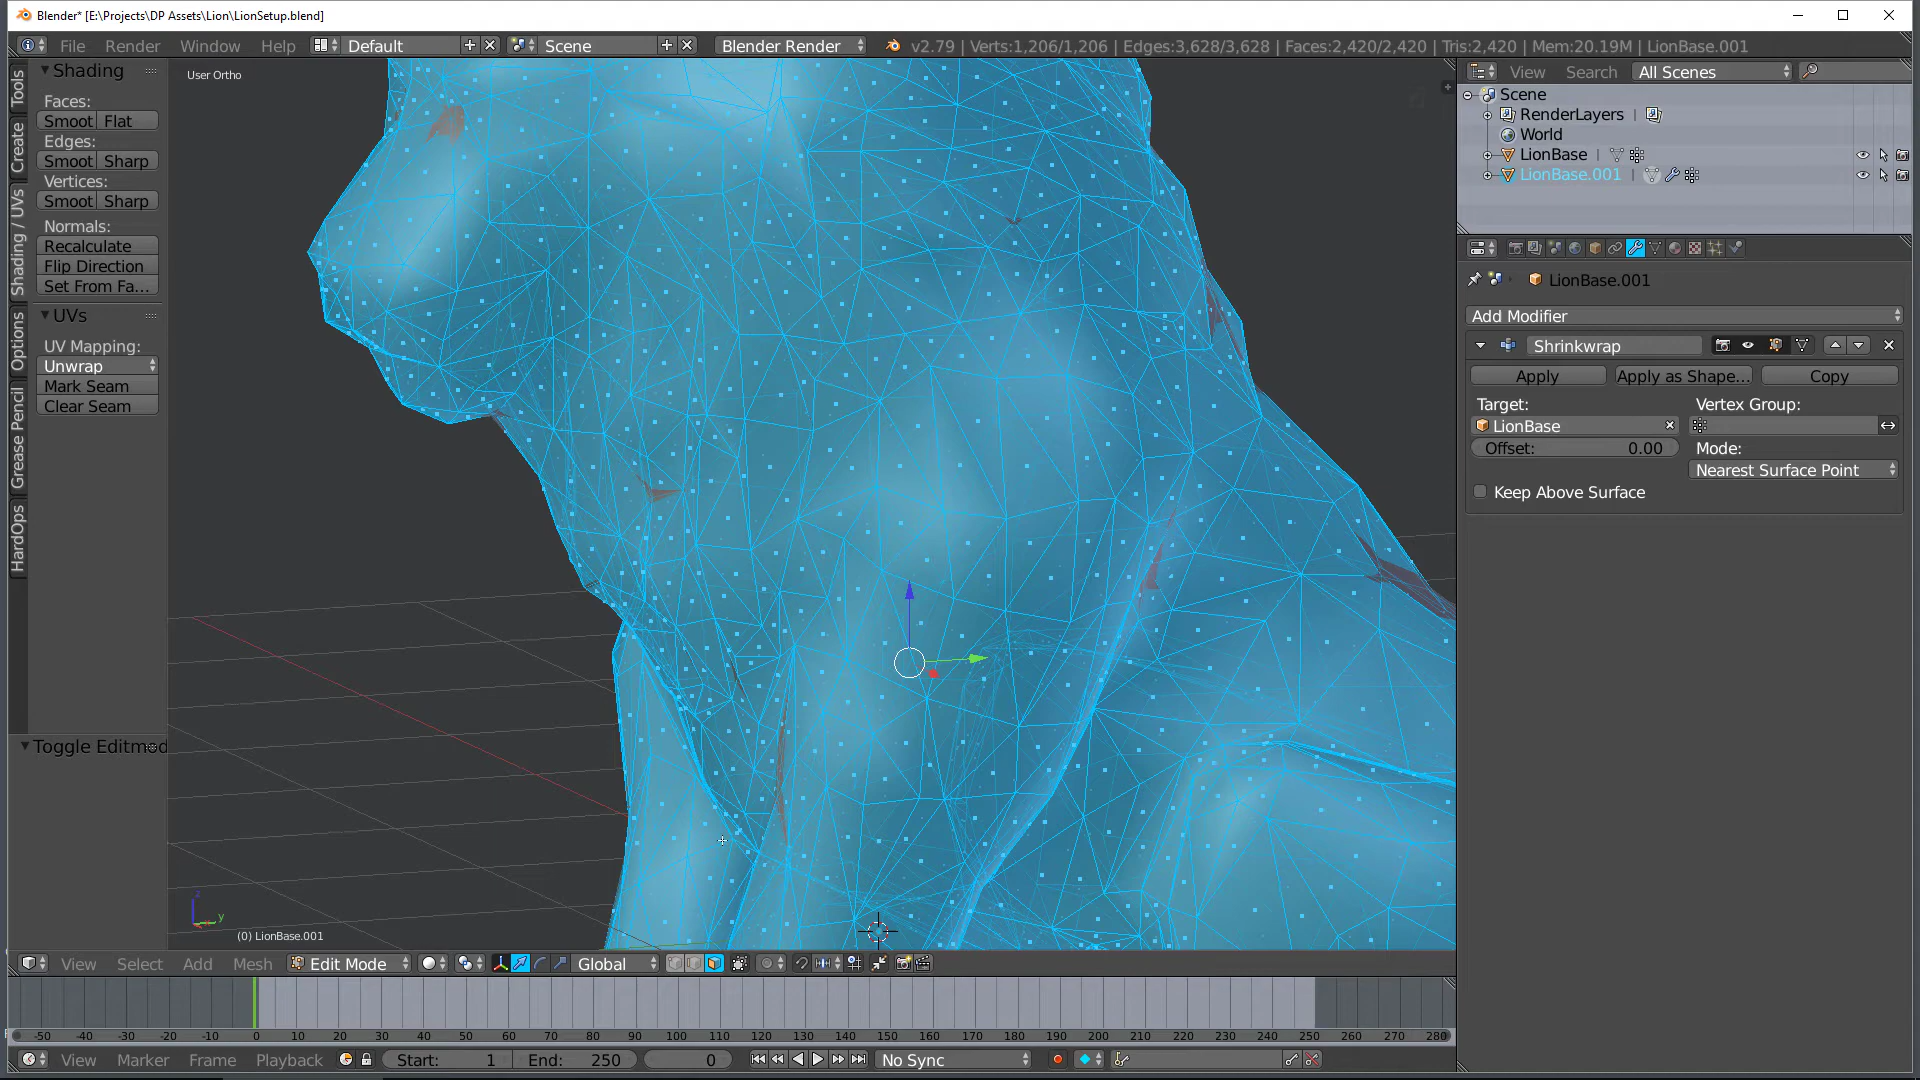 Blender* [E:\Projects\DP Assets\Lion\LionSetup.blend]
File Render Window Help Default Scene Blender Render v2.79 | Verts:1,206/1,206 | Edges:3,628/3,628 | Faces:2,420/2,420 | Tris:2,420 | Mem:20.19M | LionBase.001
Tools
Create
Shading / UVs
Options
Grease Pencil
HardOps
Shading
Faces:
Smoot Flat
Edges:
Smoot Sharp
Vertices:
Smoot Sharp
Normals:
Recalculate
Flip Direction
Set From Fa...
UVs
UV Mapping:
Unwrap
Mark Seam
Clear Seam
Toggle Editmod
User Ortho
z
y
(0) LionBase.001
View Select Add Mesh Edit Mode Global
-50 -40 -30 -20 -10 0 10 20 30 40 50 60 70 80 90 100 110 120 130 140 150 160 170 180 190 200 210 220 230 240 250 260 270 280
View Marker Frame Playback Start: 1 End: 250 0 No Sync
View Search All Scenes
Scene
RenderLayers |
World
LionBase |
LionBase.001 |
LionBase.001
Add Modifier
Shrinkwrap
Apply Apply as Shape... Copy
Target: Vertex Group:
LionBase
Offset: 0.00 Mode:
Nearest Surface Point
Keep Above Surface